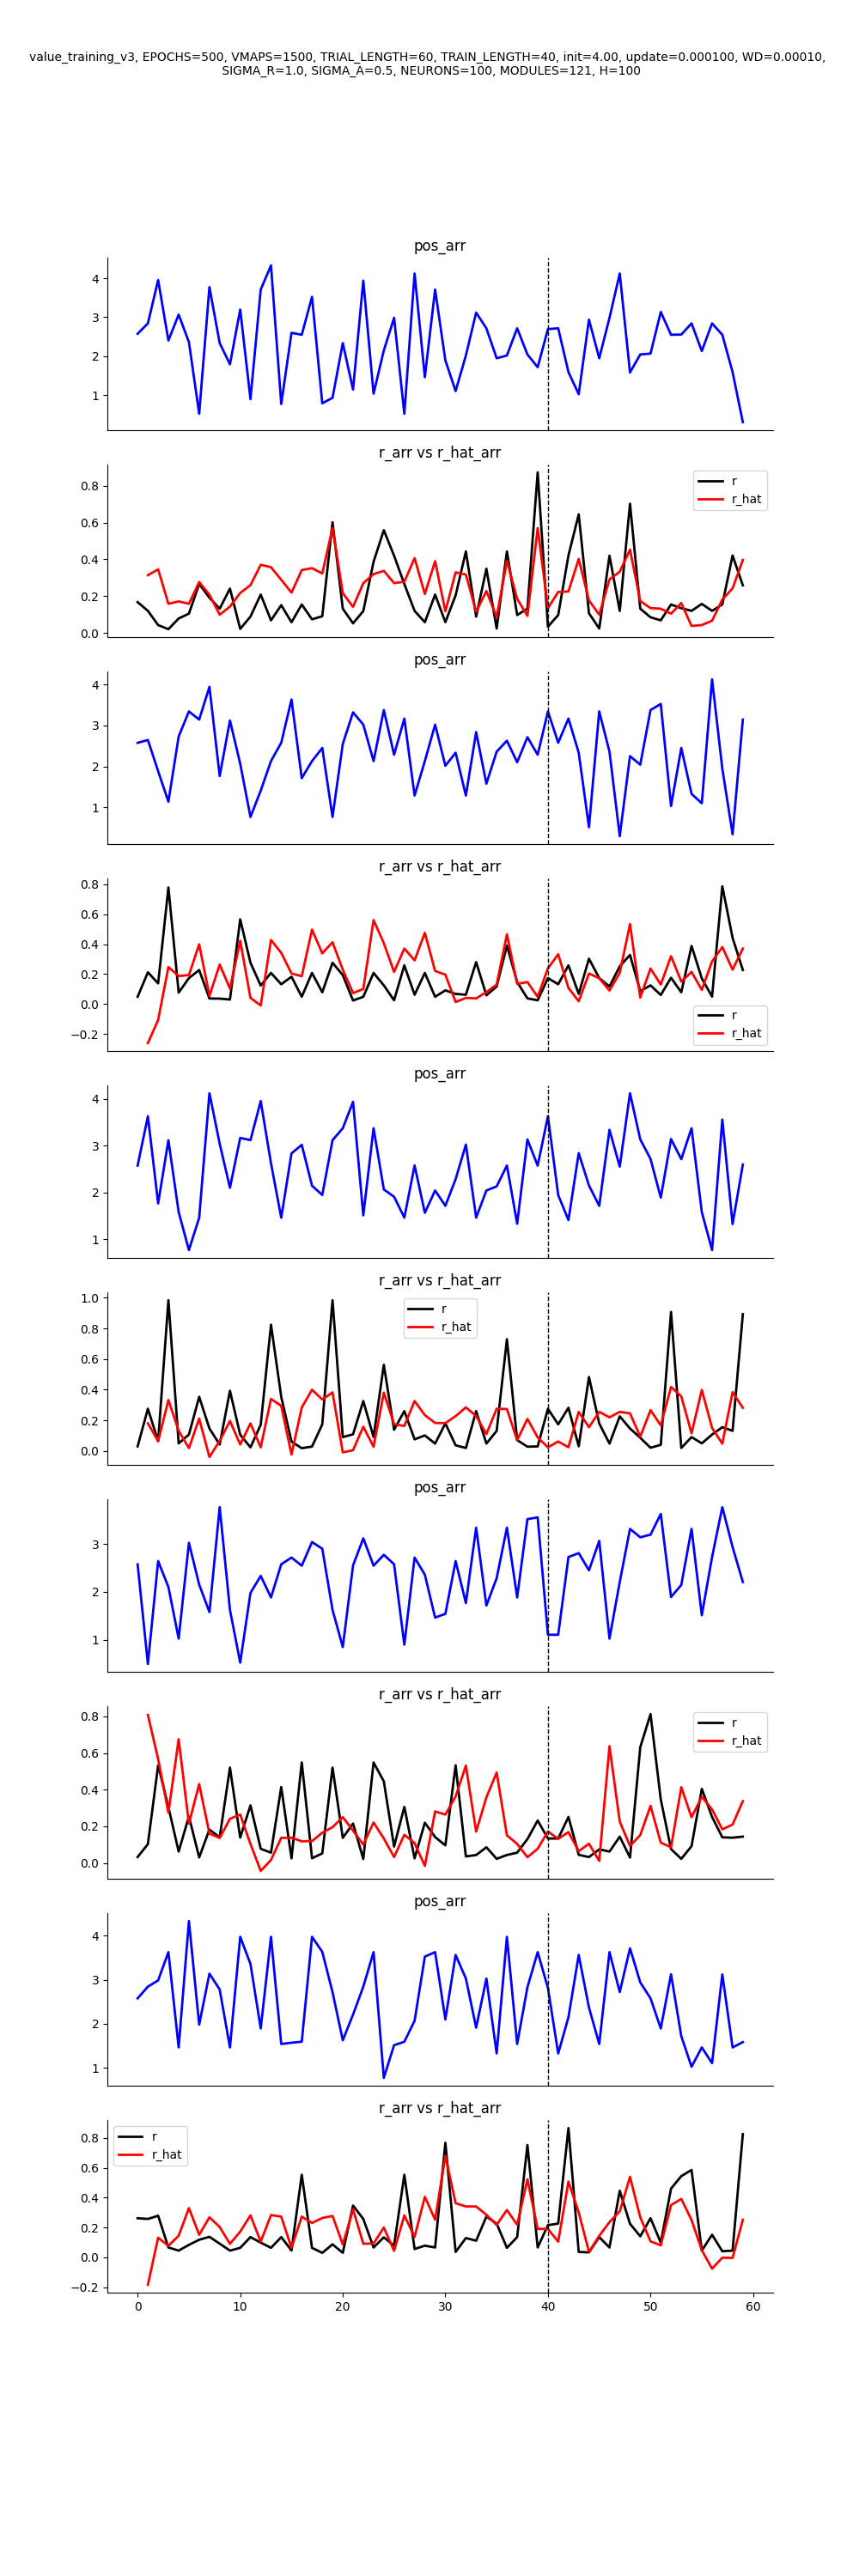 value_training_v3, EPOCHS=500, VMAPS=1500, TRIAL_LENGTH=60, TRAIN_LENGTH=40, init=4.00, update=0.000100, WD=0.00010,
SIGMA_R=1.0, SIGMA_A=0.5, NEURONS=100, MODULES=121, H=100
pos_arr
4
3
2
1
r_arr vs r_hat_arr
0.8
0.6
0.4
0.2
0.0
r
r_hat
pos_arr
4
3
2
1
r_arr vs r_hat_arr
0.8
0.6
0.4
0.2
0.0
−0.2
r
r_hat
pos_arr
4
3
2
1
r_arr vs r_hat_arr
1.0
0.8
0.6
0.4
0.2
0.0
r
r_hat
pos_arr
3
2
1
r_arr vs r_hat_arr
0.8
0.6
0.4
0.2
0.0
r
r_hat
pos_arr
4
3
2
1
r_arr vs r_hat_arr
0.8
0.6
0.4
0.2
0.0
−0.2
r
r_hat
0 10 20 30 40 50 60